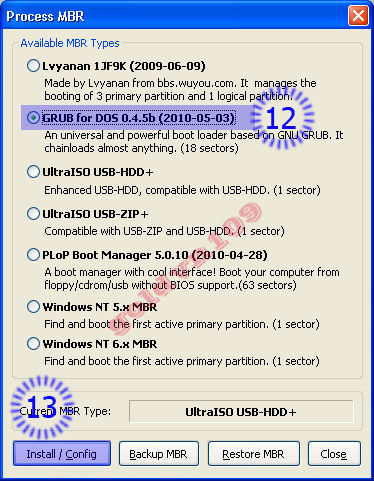 Process MBR
Available MBR Types
Lvyanan 1JF9K (2009-06-09)
Made by Lvyanan from bbs.wuyou.com. It manages the
booting of 3 primary partition and 1 logical partition.
GRUB for DOS 0.4.5b (2010-05-03)
12
An universal and powerful boot loader based on GNU GRUB. It
chainloads almost anything. (18 sectors)
UltraISO USB-HDD+
Enhanced USB-HDD, compatible with USB-HDD. (1 sector)
UltraISO USB-ZIP+
Compatible with USB-ZIP and USB-HDD. (1 sector)
PLoP Boot Manager 5.0.10 (2010-04-28)
A boot manager with cool interface! Boot your computer from
floppy/cdrom/usb without BIOS support.(63 sectors)
Windows NT 5.x MBR
Find and boot the first active primary partition. (1 sector)
Windows NT 6.x MBR
Find and boot the first active primary partition. (1 sector)
13
Current MBR Type:
UltraISO USB-HDD+
Install / Config
Backup MBR
Restore MBR
Close